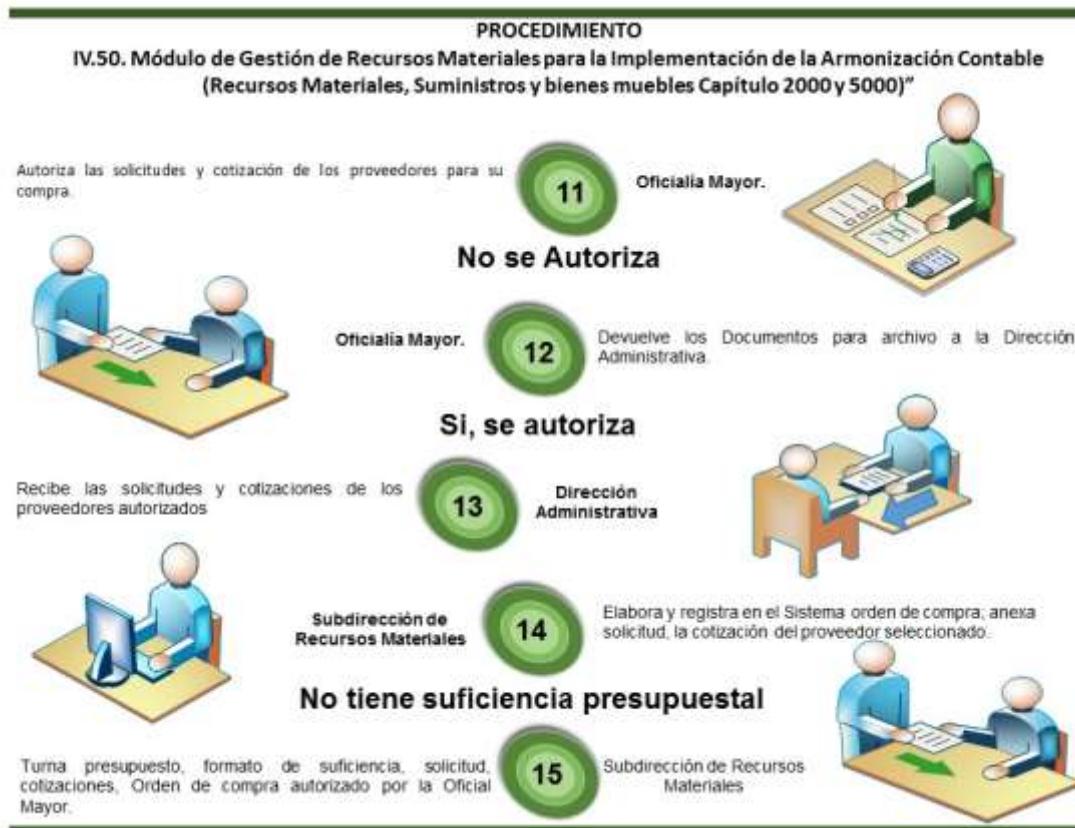 PROCEDIMIENTO
IV.50. Módulo de Gestión de Recursos Materiales para la Implementación de la Armonización Contable
(Recursos Materiales, Suministros y bienes muebles Capítulo 2000 y 5000)”
Autoriza las solicitudes y cotización de los proveedores para su
compra.
11
Oficialía Mayor.
No se Autoriza
Oficialía Mayor.
12
Devuelve los Documentos para archivo a la Dirección
Administrativa.
Si, se autoriza
Recibe las solicitudes y cotizaciones de los
proveedores autorizados
13
Dirección
Administrativa
Subdirección de
Recursos Materiales
14
Elabora y registra en el Sistema orden de compra; anexa
solicitud, la cotización del proveedor seleccionado.
No tiene suficiencia presupuestal
Turna presupuesto, formato de suficiencia, solicitud,
cotizaciones, Orden de compra autorizado por la Oficial
Mayor.
15
Subdirección de Recursos
Materiales